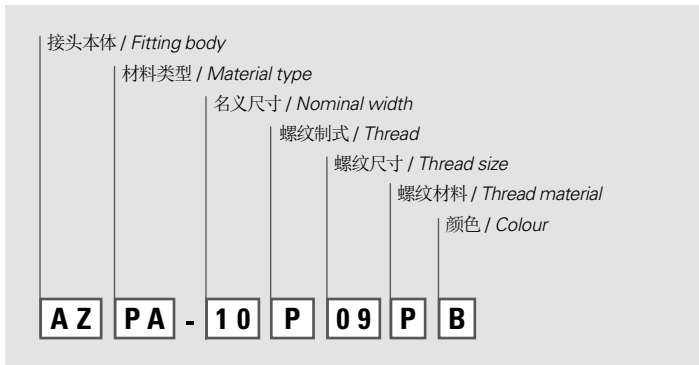 接头本体 / Fitting body
材料类型 / Material type
名义尺寸 / Nominal width
螺纹制式 / Thread
螺纹尺寸 / Thread size
螺纹材料 / Thread material
颜色 / Colour
AZ PA - 10 P 09 P B